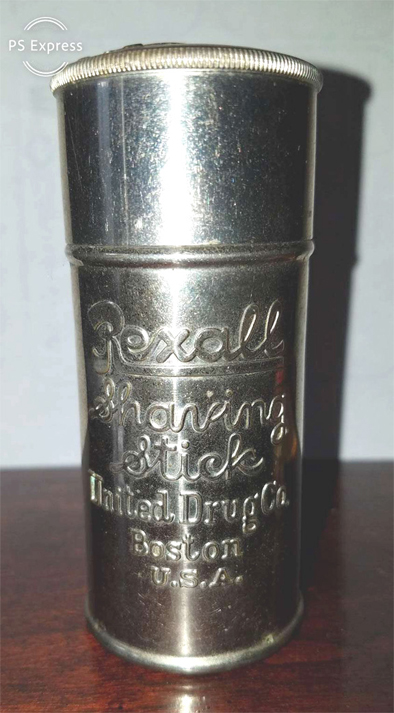 PS Express
Rexall
Shaving
Stick
United Drug Co.
Boston
U.S.A.